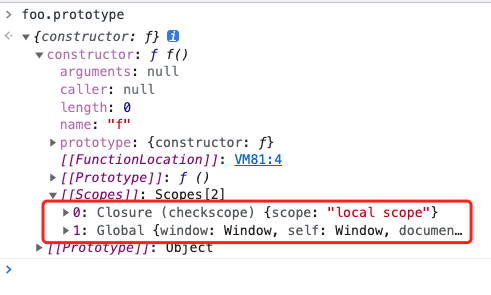 foo.prototype
{constructor: ƒ} i
constructor: ƒ f()
arguments: null
caller: null
length: 0
name: "f"
prototype: {constructor: ƒ}
[[FunctionLocation]]: VM81:4
[[Prototype]]: ƒ ()
[[Scopes]]: Scopes[2]
0: Closure (checkscope) {scope: "local scope"}
1: Global {window: Window, self: Window, documen…
[[Prototype]]: Object